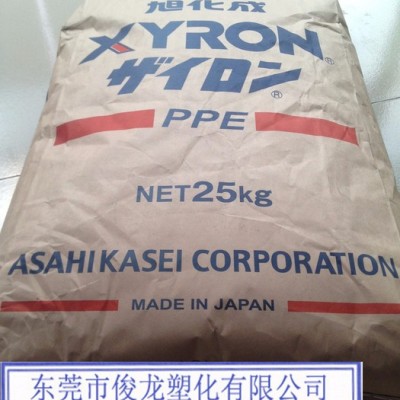 旭化成
XYRON®
ザイロン®
PPE
NET25kg
ASAHI KASEI CORPORATION
MADE IN JAPAN
东莞市俊龙塑化有限公司